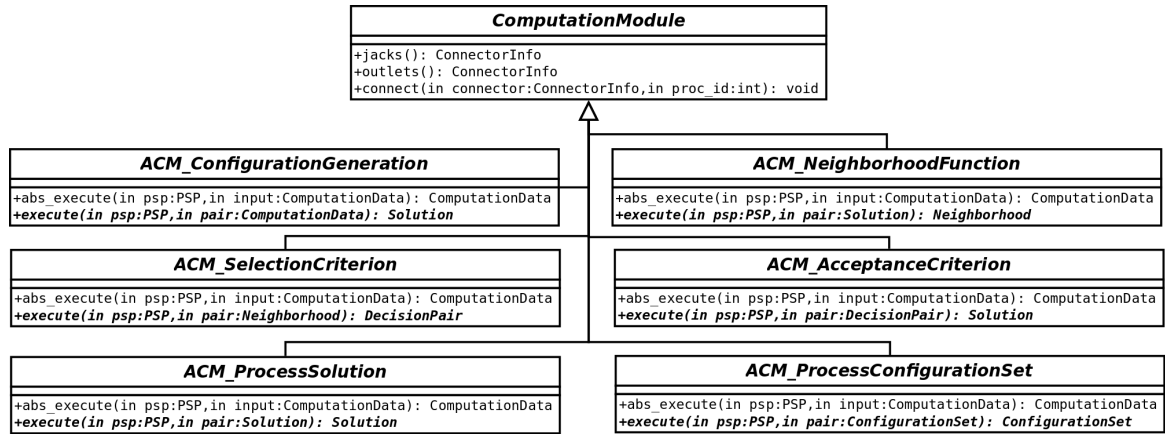 ComputationModule
+jacks(): ConnectorInfo
+outlets(): ConnectorInfo
+connect(in connector:ConnectorInfo,in proc_id:int): void
ACM_ConfigurationGeneration
+abs_execute(in psp:PSP,in input:ComputationData): ComputationData
+execute(in psp:PSP,in pair:ComputationData): Solution
ACM_NeighborhoodFunction
+abs_execute(in psp:PSP,in input:ComputationData): ComputationData
+execute(in psp:PSP,in pair:Solution): Neighborhood
ACM_SelectionCriterion
+abs_execute(in psp:PSP,in input:ComputationData): ComputationData
+execute(in psp:PSP,in pair:Neighborhood): DecisionPair
ACM_AcceptanceCriterion
+abs_execute(in psp:PSP,in input:ComputationData): ComputationData
+execute(in psp:PSP,in pair:DecisionPair): Solution
ACM_ProcessSolution
+abs_execute(in psp:PSP,in input:ComputationData): ComputationData
+execute(in psp:PSP,in pair:Solution): Solution
ACM_ProcessConfigurationSet
+abs_execute(in psp:PSP,in input:ComputationData): ComputationData
+execute(in psp:PSP,in pair:ConfigurationSet): ConfigurationSet